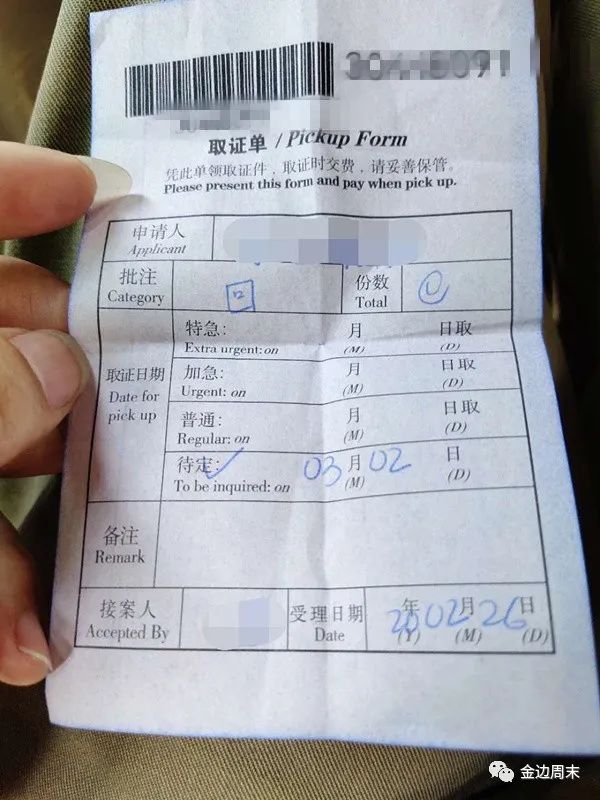 取证单 / Pickup Form
凭此单领取证件，取证时交费，请妥善保管。
Please present this form and pay when pick up.
申请人
Applicant
批注 回 份数 ①
Category Total
特急: 月 日取
Extra urgent: on (M) (D)
取证日期 加急: 月 日取
Date for pick up Urgent: on (M) (D)
普通: 月 日取
Regular: on (M) (D)
待定: ✓ 03 月 02 日
To be inquired: on (M) (D)
备注
Remark
接案人 受理日期 20 年 02 月 26 日
Accepted By Date (Y) (M) (D)
金边周末